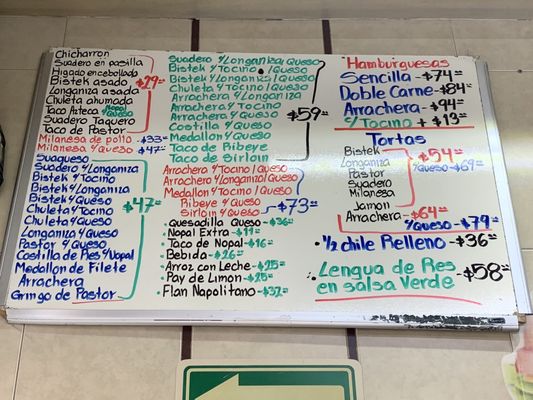 Chicharron
Suadero en pasilla
Higado encebollado
Bistek asado
Longaniza asada
Chuleta ahumada
Taco Azteca Nopal y Queso
Suadero Taquero
Taco de Pastor
$29
Milanesa de pollo - $33
Milanesa y Queso - $47
Suaqueso
Suadero y Longaniza
Bistek y Tocino
Bistek y Longaniza
Bistek y Queso
Chuleta y Tocino
Chuleta y Queso
Longaniza y Queso
Pastor y Queso
Costilla de Res y Nopal
Medallon de Filete
Arrachera
Gringo de Pastor
$47
Suadero y Longaniza y Queso
Bistek y Tocino y Queso
Bistek y Longaniza y Queso
Chuleta y Tocino y Queso
Arrachera y Longaniza
Arrachera y Tocino
Arrachera y Queso
Costilla y Queso
Medallon y Queso
Taco de Ribeye
Taco de Sirloin
$59
Arrachera y Tocino y Queso
Arrachera y Longaniza y Queso
Medallon y Tocino y Queso
Ribeye y Queso
Sirloin y Queso
$73
Quesadilla Queso - $36
Nopal Extra - $11
Taco de Nopal - $16
Bebida - $26
Arroz con Leche - $25
Pay de Limon - $25
Flan Napolitano - $32
Hamburguesas
Sencilla - $74
Doble Carne - $84
Arrachera - $94
c/Tocino + $13
Tortas
Bistek
Longaniza
Pastor
Suadero
Milanesa
Jamon
$54
y Queso - $69
Arrachera - $64
y Queso - $79
1/2 chile Relleno - $36
Lengua de Res
en salsa Verde
$58